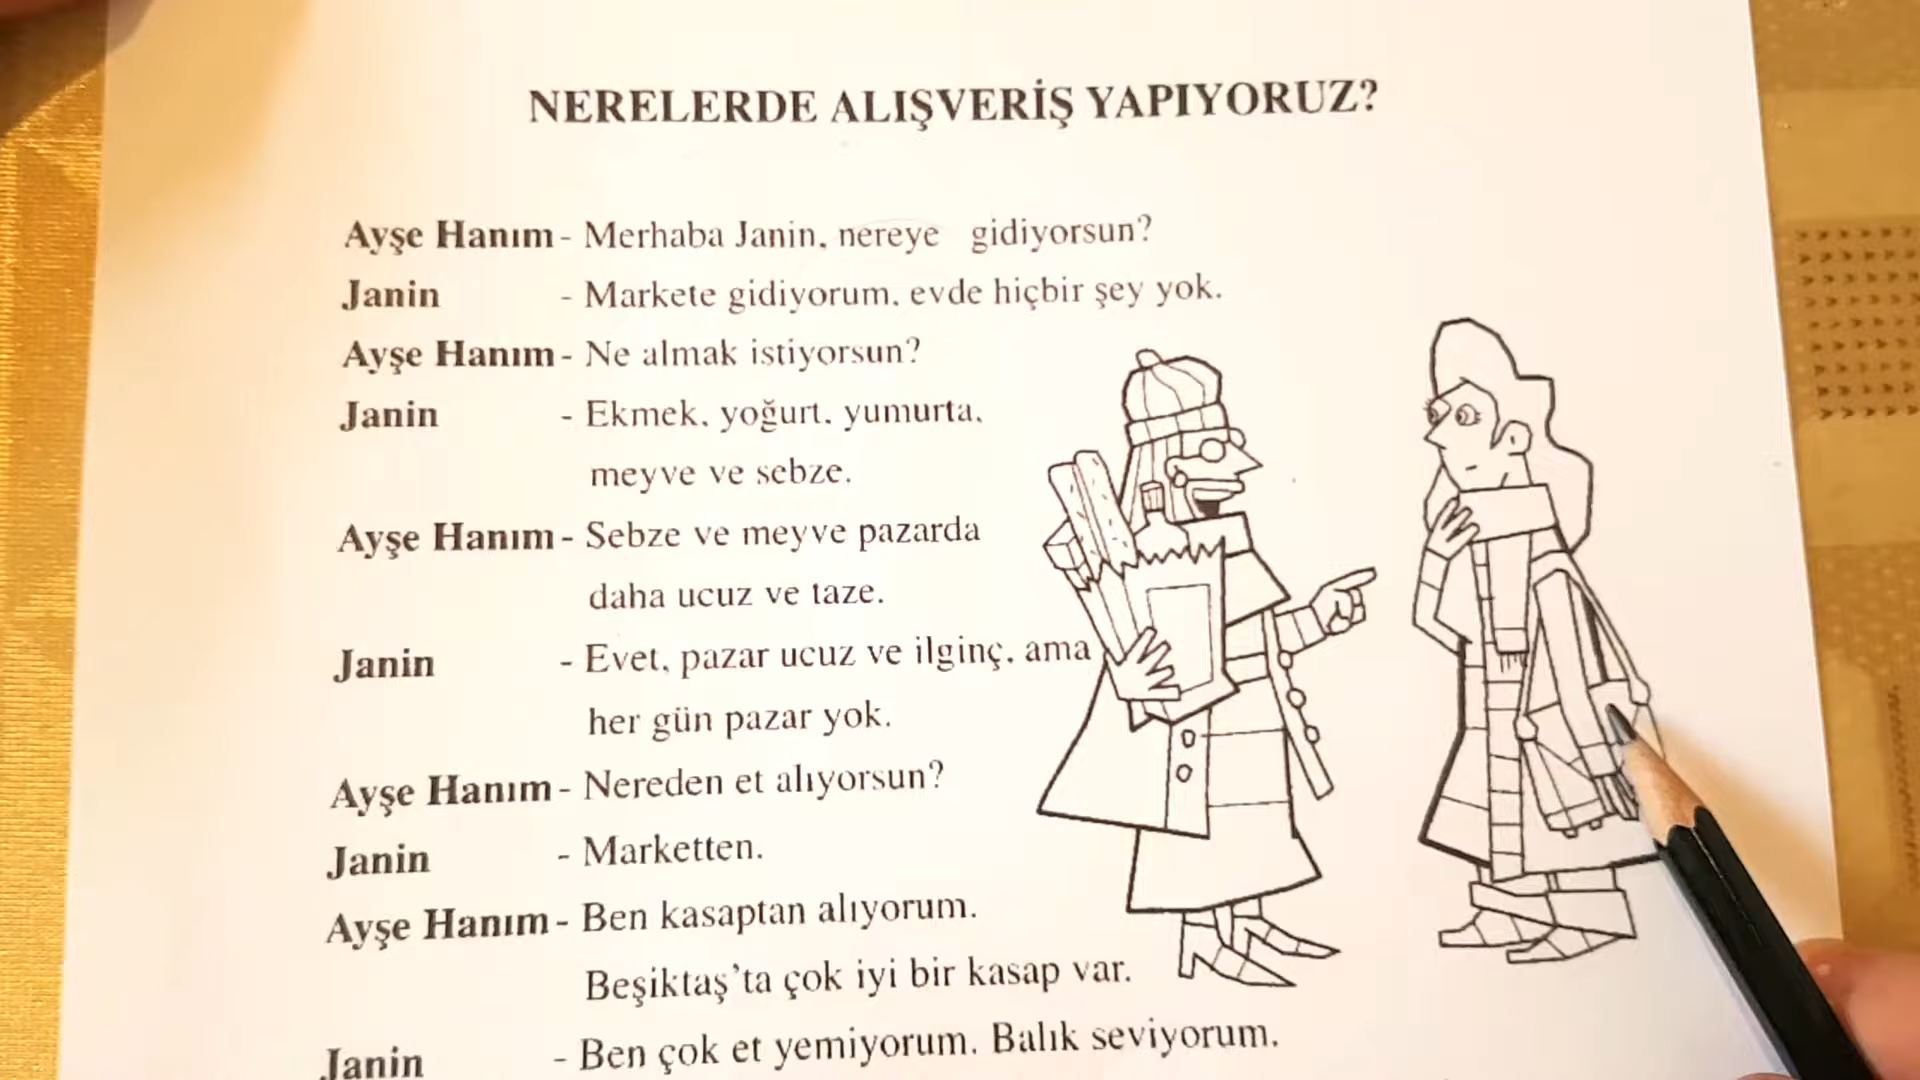 NERELERDE ALIŞVERİŞ YAPIYORUZ?
Ayşe Hanım - Merhaba Janin, nereye gidiyorsun?
Janin - Markete gidiyorum, evde hiçbir şey yok.
Ayşe Hanım - Ne almak istiyorsun?
Janin - Ekmek, yoğurt, yumurta,
meyve ve sebze.
Ayşe Hanım - Sebze ve meyve pazarda
daha ucuz ve taze.
Janin - Evet, pazar ucuz ve ilginç, ama
her gün pazar yok.
Ayşe Hanım - Nereden et alıyorsun?
Janin - Marketten.
Ayşe Hanım - Ben kasaptan alıyorum.
Beşiktaş'ta çok iyi bir kasap var.
Janin - Ben çok et yemiyorum. Balık seviyorum.